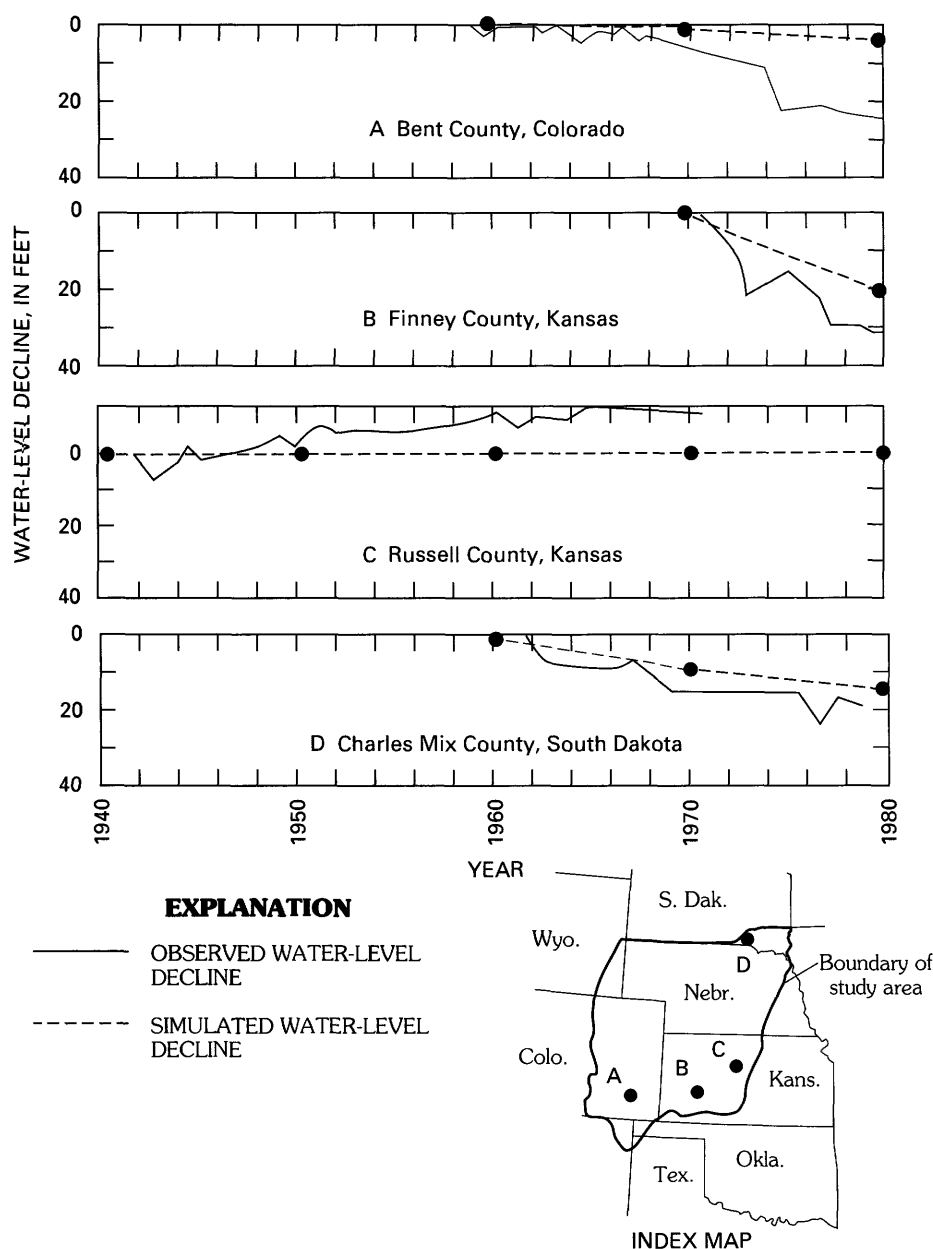 WATER-LEVEL DECLINE, IN FEET
0
20
40
A Bent County, Colorado
0
20
40
B Finney County, Kansas
0
20
40
C Russell County, Kansas
0
20
40
D Charles Mix County, South Dakota
1940
1950
1960
1970
1980
YEAR
EXPLANATION
OBSERVED WATER-LEVEL
DECLINE
SIMULATED WATER-LEVEL
DECLINE
S. Dak.
Wyo.
D
Boundary of
study area
Nebr.
Colo.
A
B
C
Kans.
Tex.
Okla.
INDEX MAP